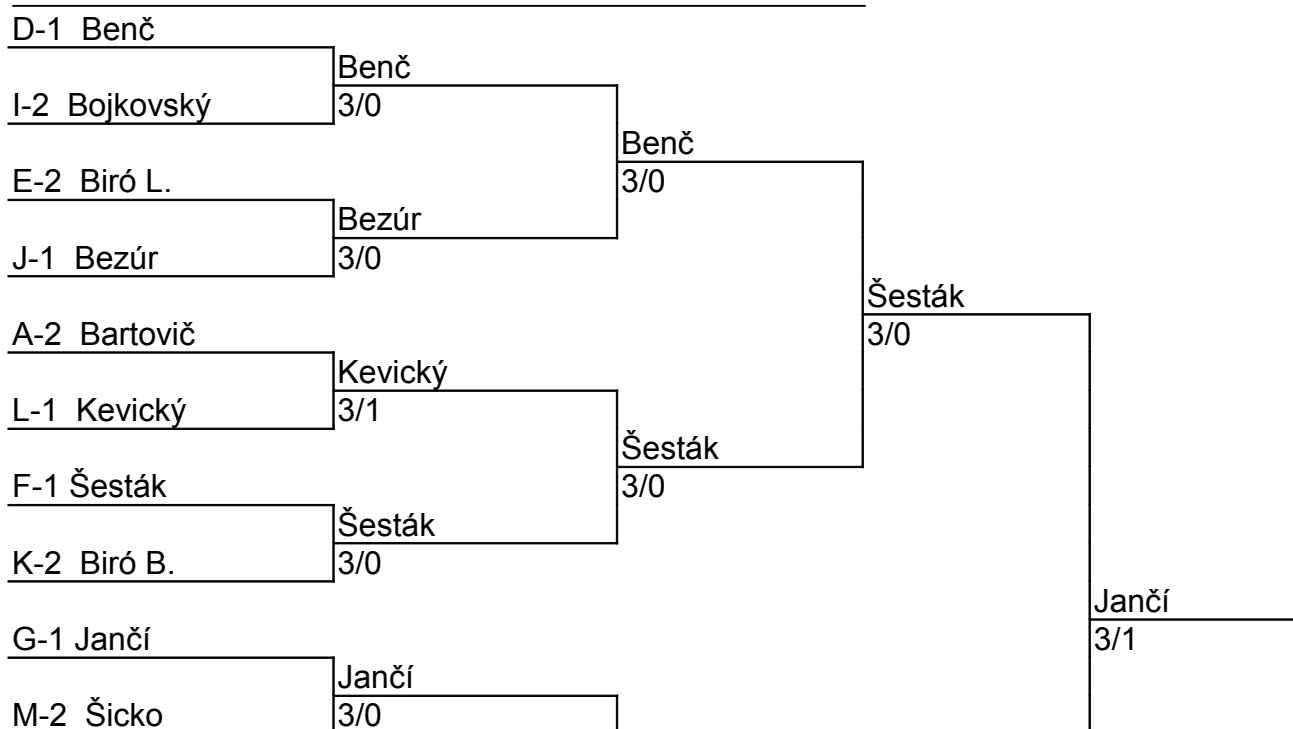 D-1 Benč
Benč
I-2 Bojkovský
3/0
Benč
E-2 Biró L.
3/0
Bezúr
J-1 Bezúr
3/0
Šesták
A-2 Bartovič
3/0
Kevický
L-1 Kevický
3/1
Šesták
F-1 Šesták
3/0
Šesták
K-2 Biró B.
3/0
Jančí
G-1 Jančí
3/1
Jančí
M-2 Šicko
3/0